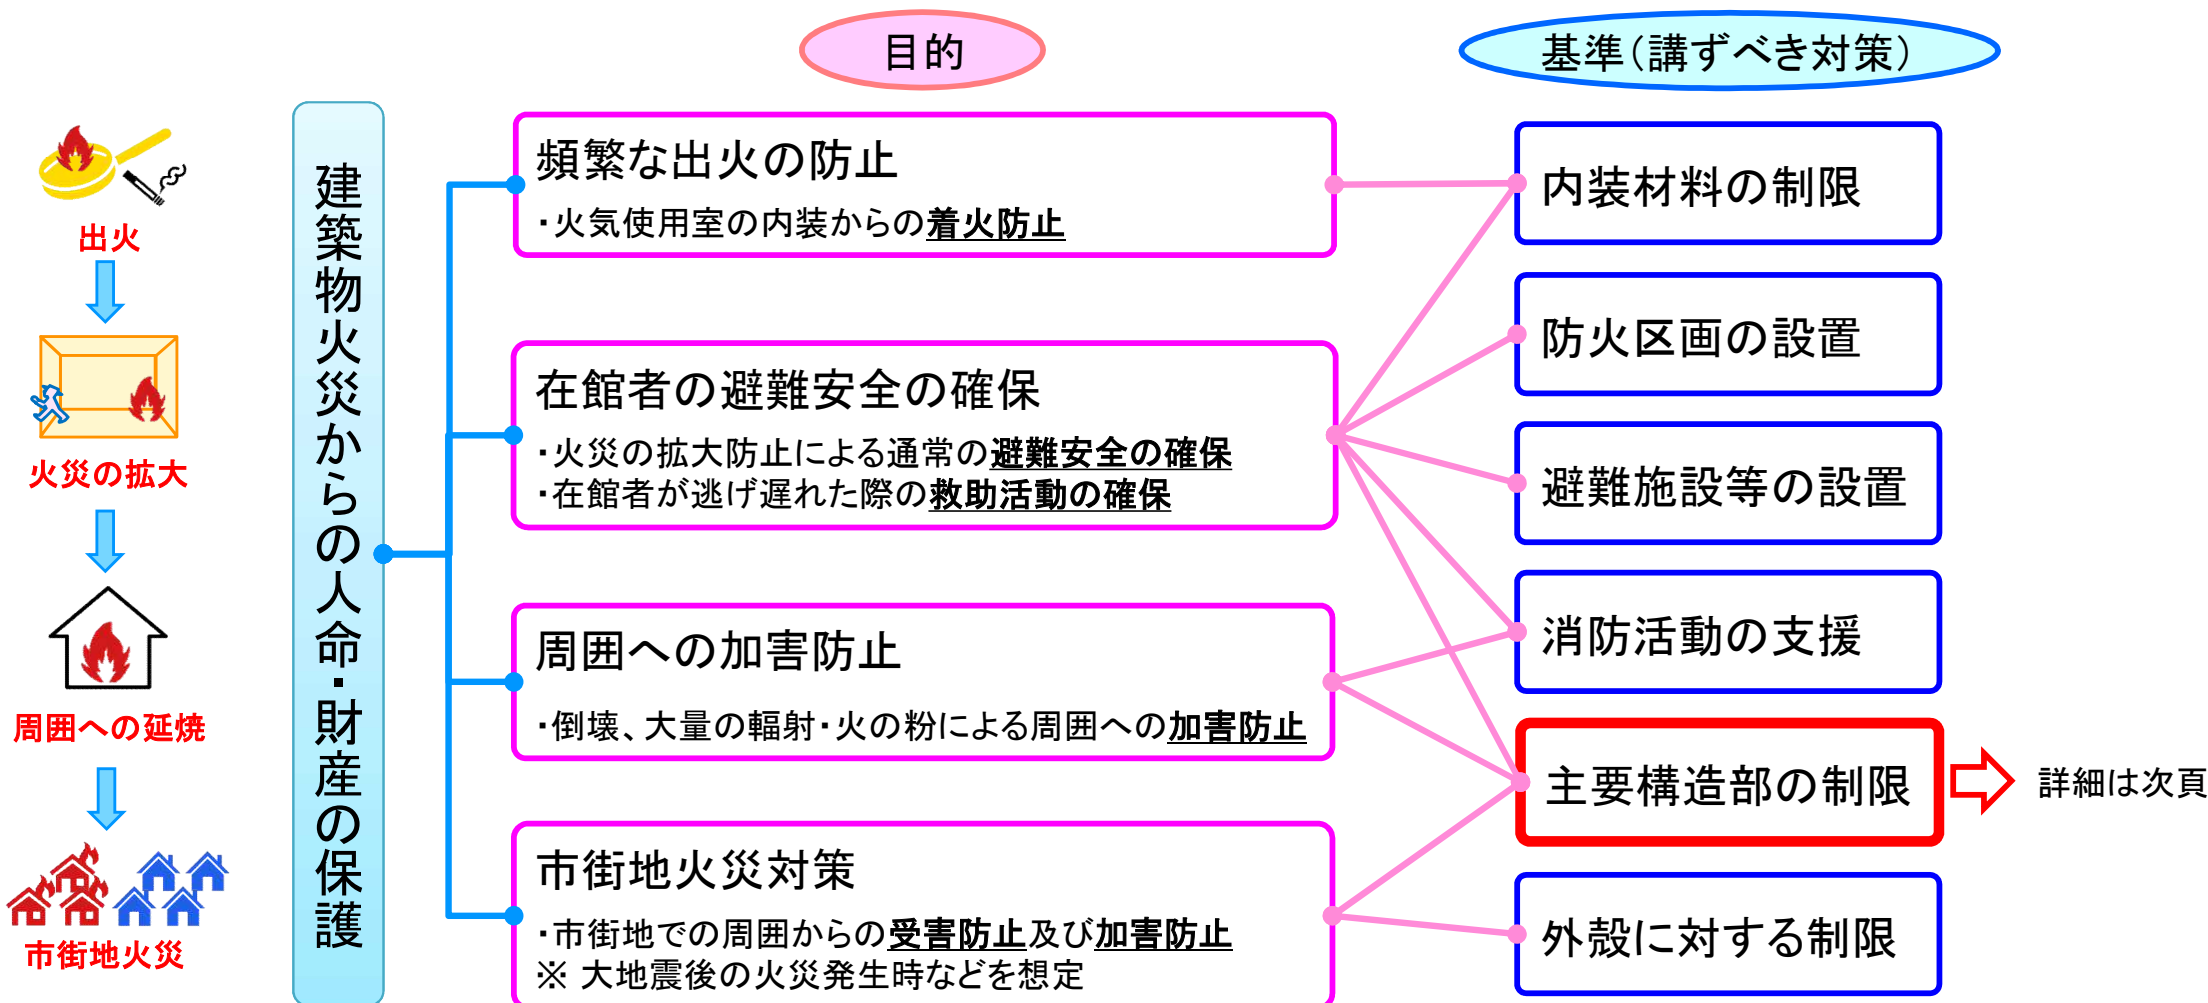 目的
基準(講ずべき対策)
出火
火災の拡大
周囲への延焼
市街地火災
建築物火災からの人命・財産の保護
頻繁な出火の防止
・火気使用室の内装からの着火防止
在館者の避難安全の確保
・火災の拡大防止による通常の避難安全の確保
・在館者が逃げ遅れた際の救助活動の確保
周囲への加害防止
・倒壊、大量の輻射・火の粉による周囲への加害防止
市街地火災対策
・市街地での周囲からの受害防止及び加害防止
※ 大地震後の火災発生時などを想定
内装材料の制限
防火区画の設置
避難施設等の設置
消防活動の支援
主要構造部の制限
詳細は次頁
外殻に対する制限